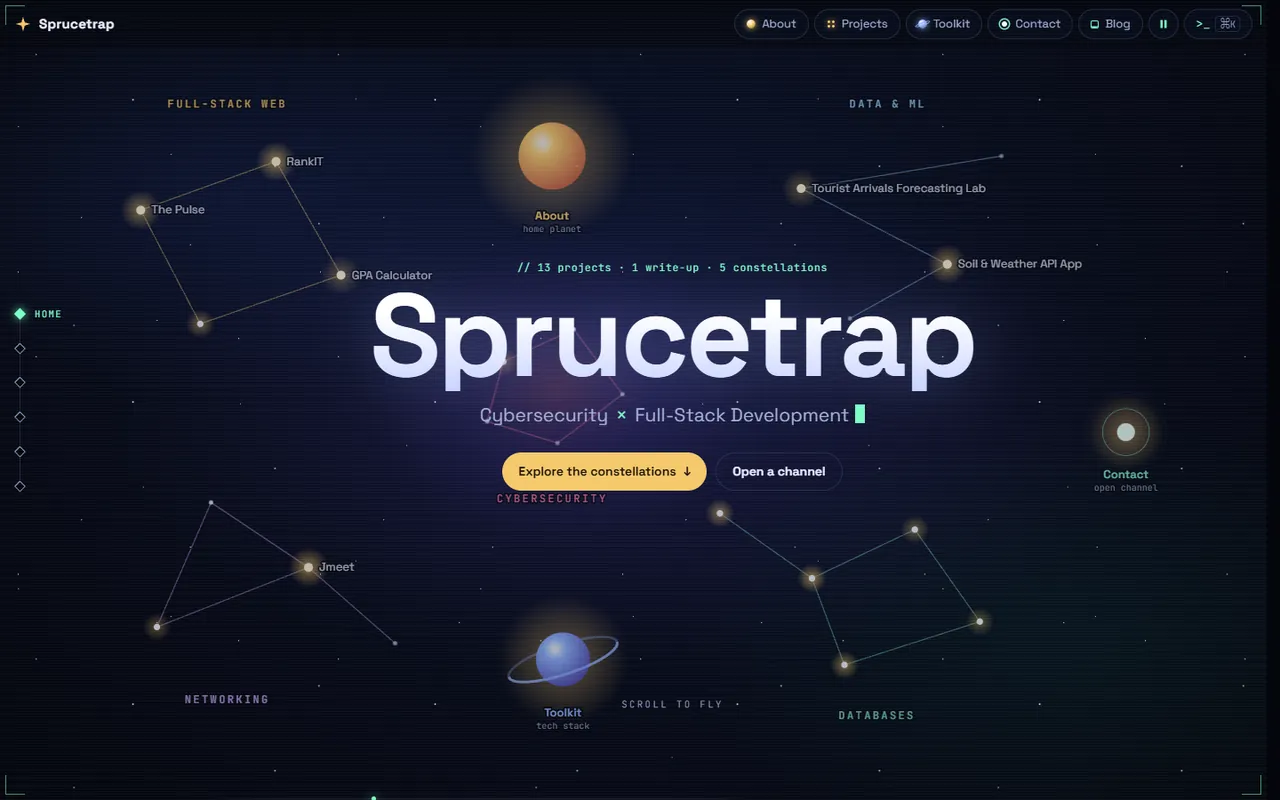 Sprucetrap
About
Projects
Toolkit
Contact
Blog
>_ ⌘K
FULL-STACK WEB
DATA & ML
RankIT
The Pulse
GPA Calculator
About
home planet
Tourist Arrivals Forecasting Lab
Soil & Weather API App
// 13 projects · 1 write-up · 5 constellations
HOME
Sprucetrap
Cybersecurity × Full-Stack Development
Explore the constellations ↓
Open a channel
CYBERSECURITY
Contact
open channel
Jmeet
NETWORKING
Toolkit
tech stack
SCROLL TO FLY
DATABASES